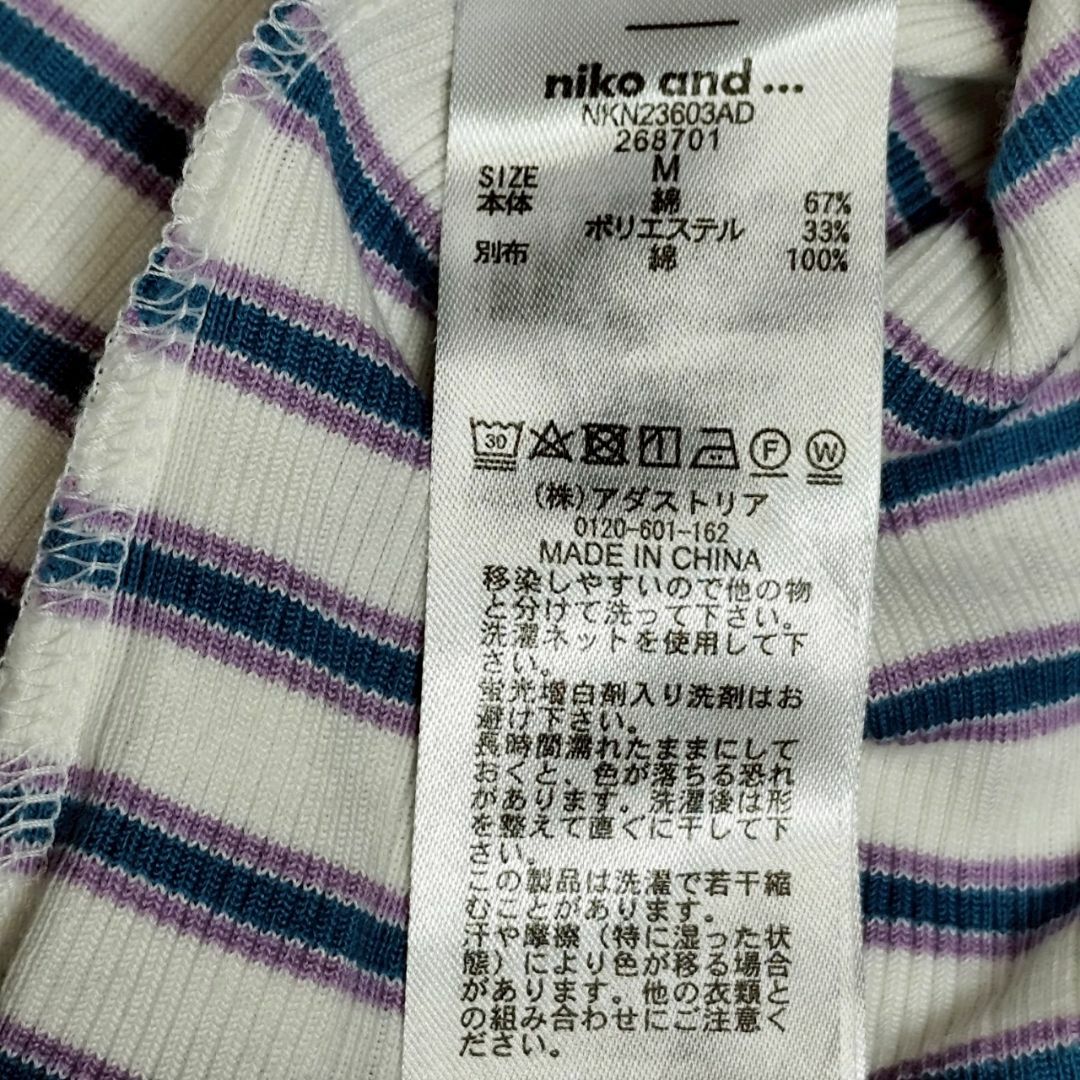 niko and ...
NKN23603AD
268701
SIZE M
本体 綿 67%
ポリエステル 33%
別布 綿 100%
30
F
W
(株)アダストリア
0120-601-162
MADE IN CHINA
移染しやすいので他の物
と分けて洗って下さい。
洗濯ネットを使用して下
さい。
蛍光増白剤入り洗剤はお
避け下さい。
長時間濡れたままにして
おくと、色が落ちる恐れ
があります。洗濯後は形
を整えて直ぐに干して下
さい。
この製品は洗濯で若干縮
むことがあります。
汗や摩擦(特に湿った状
態)により色が移る場合
があります。他の衣類と
の組み合わせにご注意く
ださい。